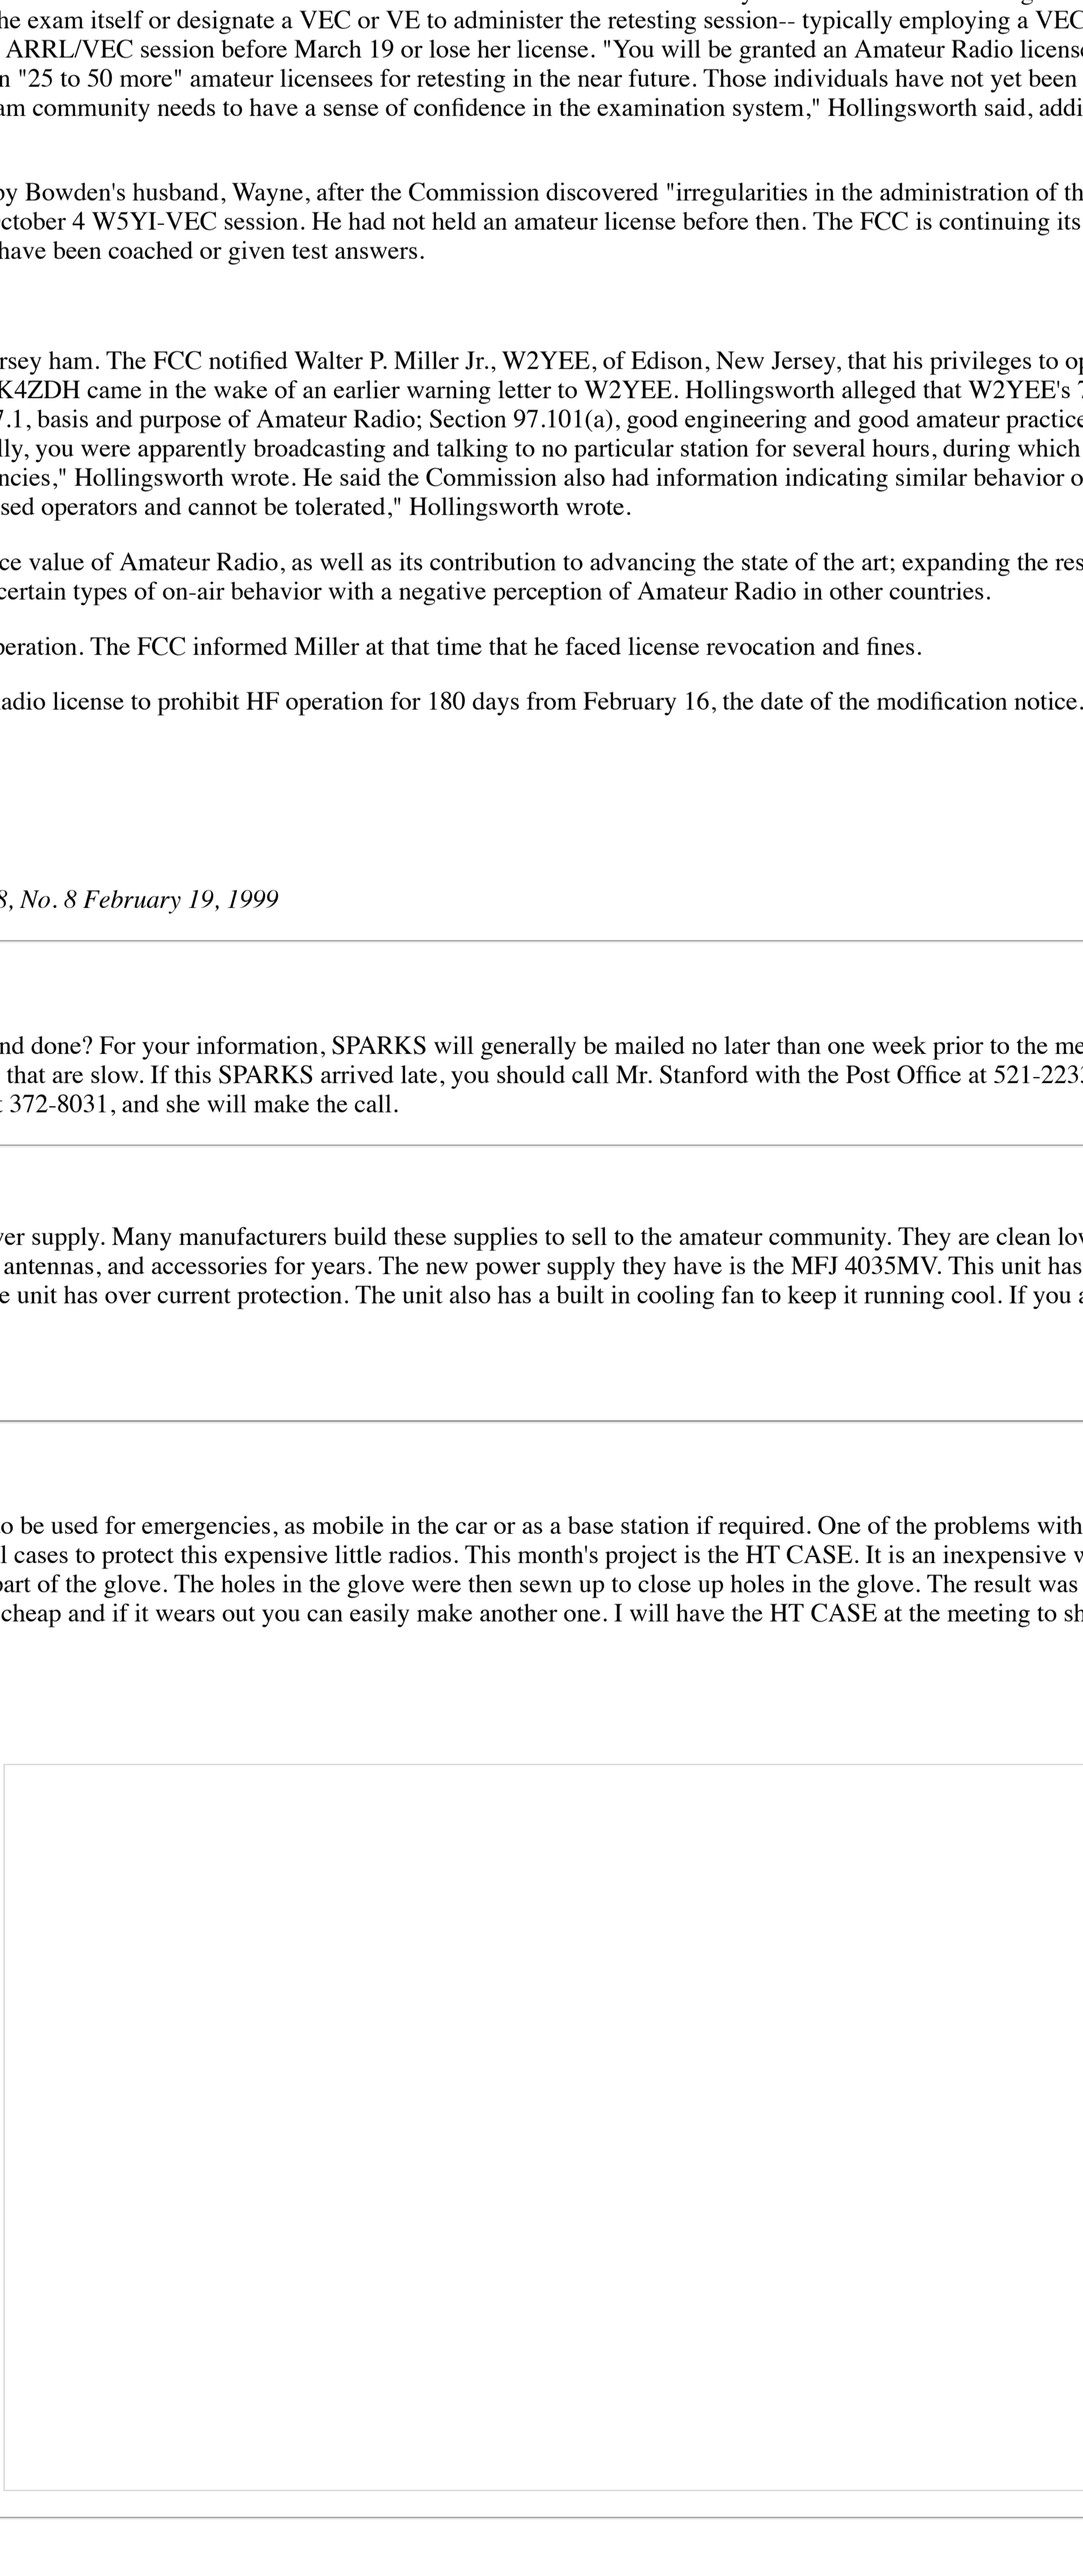 he exam itself or designate a VEC or VE to administer the retesting session-- typically employing a VEC
ARRL/VEC session before March 19 or lose her license. "You will be granted an Amateur Radio license
n "25 to 50 more" amateur licensees for retesting in the near future. Those individuals have not yet been
am community needs to have a sense of confidence in the examination system," Hollingsworth said, addi
by Bowden's husband, Wayne, after the Commission discovered "irregularities in the administration of th
ctober 4 W5YI-VEC session. He had not held an amateur license before then. The FCC is continuing its
have been coached or given test answers.
rsey ham. The FCC notified Walter P. Miller Jr., W2YEE, of Edison, New Jersey, that his privileges to op
K4ZDH came in the wake of an earlier warning letter to W2YEE. Hollingsworth alleged that W2YEE's 7
7.1, basis and purpose of Amateur Radio; Section 97.101(a), good engineering and good amateur practice
lly, you were apparently broadcasting and talking to no particular station for several hours, during which
ncies," Hollingsworth wrote. He said the Commission also had information indicating similar behavior o
sed operators and cannot be tolerated," Hollingsworth wrote.
ce value of Amateur Radio, as well as its contribution to advancing the state of the art; expanding the res
certain types of on-air behavior with a negative perception of Amateur Radio in other countries.
peration. The FCC informed Miller at that time that he faced license revocation and fines.
adio license to prohibit HF operation for 180 days from February 16, the date of the modification notice.
8, No. 8 February 19, 1999
nd done? For your information, SPARKS will generally be mailed no later than one week prior to the me
that are slow. If this SPARKS arrived late, you should call Mr. Stanford with the Post Office at 521-223
t 372-8031, and she will make the call.
ver supply. Many manufacturers build these supplies to sell to the amateur community. They are clean lov
antennas, and accessories for years. The new power supply they have is the MFJ 4035MV. This unit has
e unit has over current protection. The unit also has a built in cooling fan to keep it running cool. If you a
o be used for emergencies, as mobile in the car or as a base station if required. One of the problems with
l cases to protect this expensive little radios. This month's project is the HT CASE. It is an inexpensive w
part of the glove. The holes in the glove were then sewn up to close up holes in the glove. The result was
cheap and if it wears out you can easily make another one. I will have the HT CASE at the meeting to sh